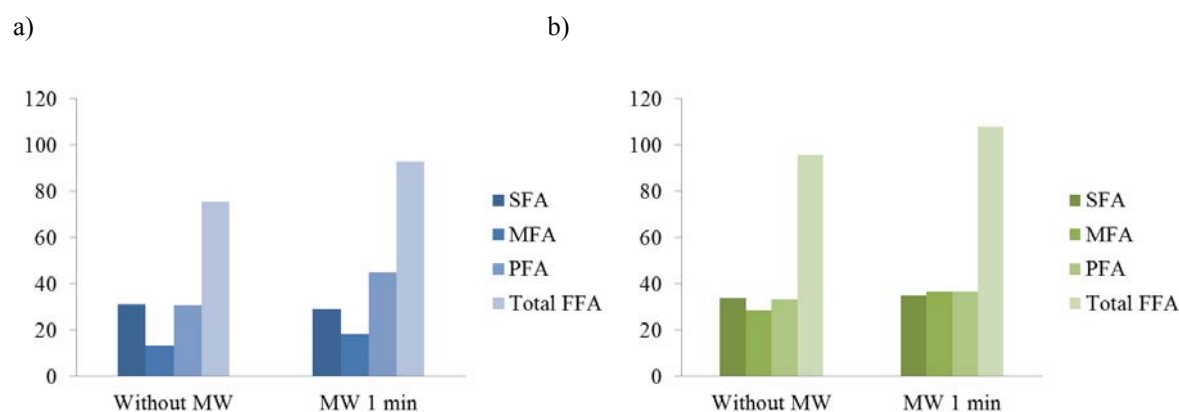 a)
b)
120
100
80
60
40
20
0
Without MW
MW 1 min
SFA
MFA
PFA
Total FFA
120
100
80
60
40
20
0
Without MW
MW 1 min
SFA
MFA
PFA
Total FFA